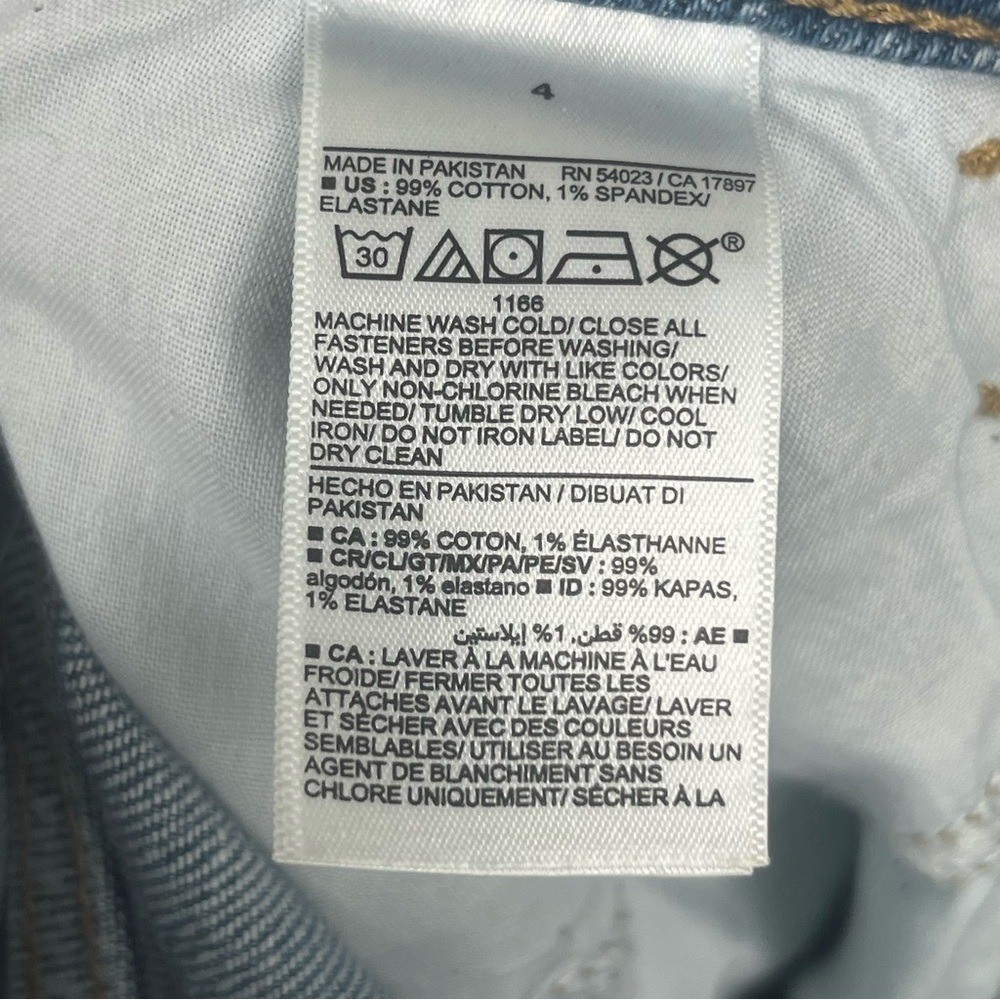 4
MADE IN PAKISTAN RN 54023 / CA 17897
■ US : 99% COTTON, 1% SPANDEX/
ELASTANE
30
®
1166
MACHINE WASH COLD/ CLOSE ALL
FASTENERS BEFORE WASHING/
WASH AND DRY WITH LIKE COLORS/
ONLY NON-CHLORINE BLEACH WHEN
NEEDED/ TUMBLE DRY LOW/ COOL
IRON/ DO NOT IRON LABEL/ DO NOT
DRY CLEAN
HECHO EN PAKISTAN / DIBUAT DI
PAKISTAN
■ CA : 99% COTON, 1% ÉLASTHANNE
■ CR/CL/GT/MX/PA/PE/SV : 99%
algodón, 1% elastano ■ ID : 99% KAPAS,
1% ELASTANE
■ AE : 99% قطن, 1% إيلاستين
■ CA : LAVER À LA MACHINE À L'EAU
FROIDE/ FERMER TOUTES LES
ATTACHES AVANT LE LAVAGE/ LAVER
ET SÉCHER AVEC DES COULEURS
SEMBLABLES/ UTILISER AU BESOIN UN
AGENT DE BLANCHIMENT SANS
CHLORE UNIQUEMENT/ SÉCHER À LA